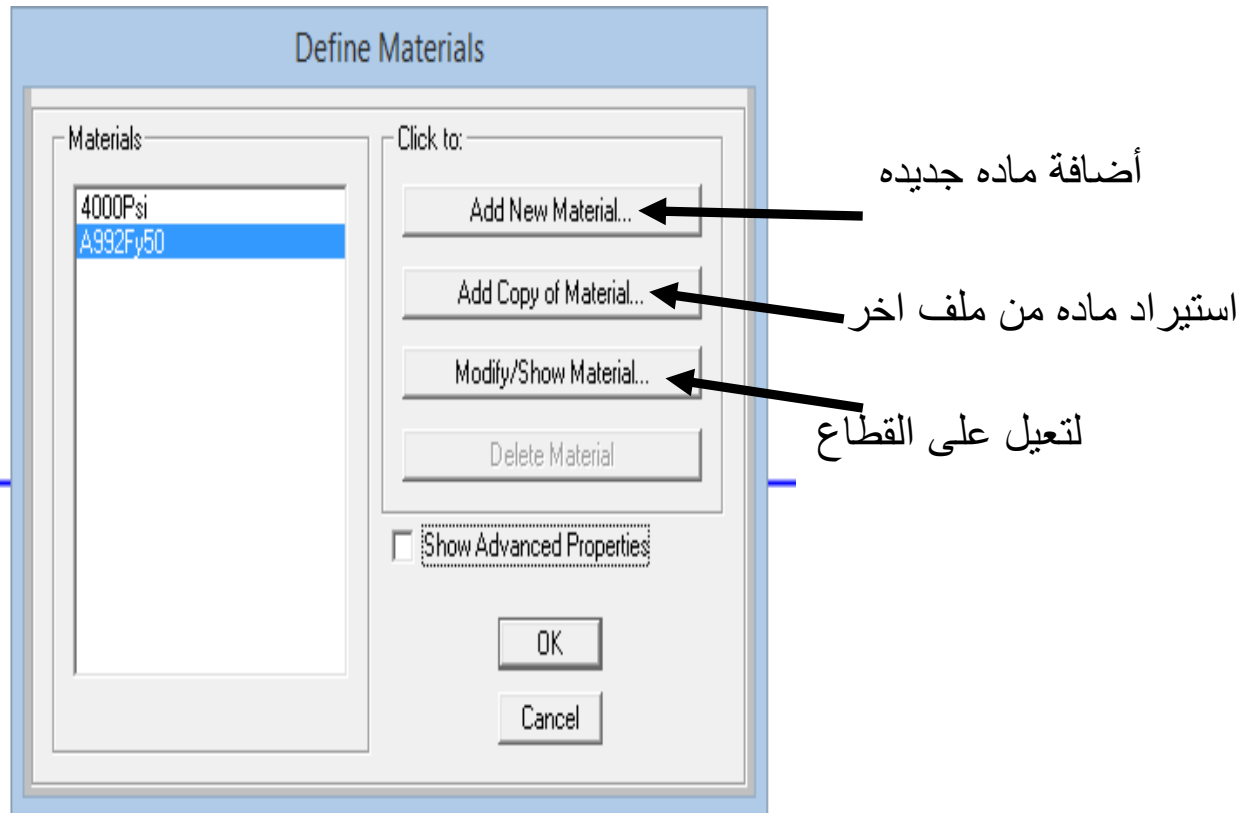 Define Materials
Materials
Click to:
4000Psi
A992Fy50
Add New Material...
أضافة ماده جديده
Add Copy of Material...
استيراد ماده من ملف اخر
Modify/Show Material...
لتعيل على القطاع
Delete Material
Show Advanced Properties
OK
Cancel